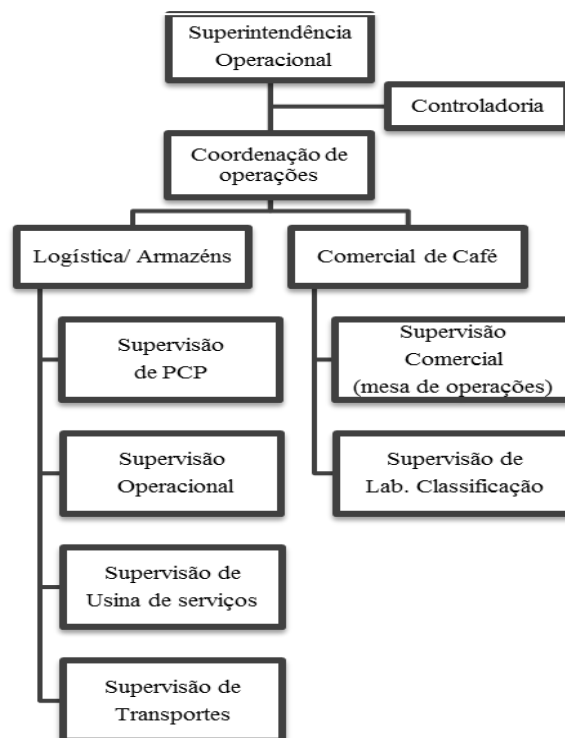 Superintendência
Operacional
Controladoria
Coordenação de
operações
Logística/ Armazéns
Comercial de Café
Supervisão
de PCP
Supervisão
Comercial
(mesa de operações)
Supervisão
Operacional
Supervisão de
Lab. Classificação
Supervisão de
Usina de serviços
Supervisão de
Transportes